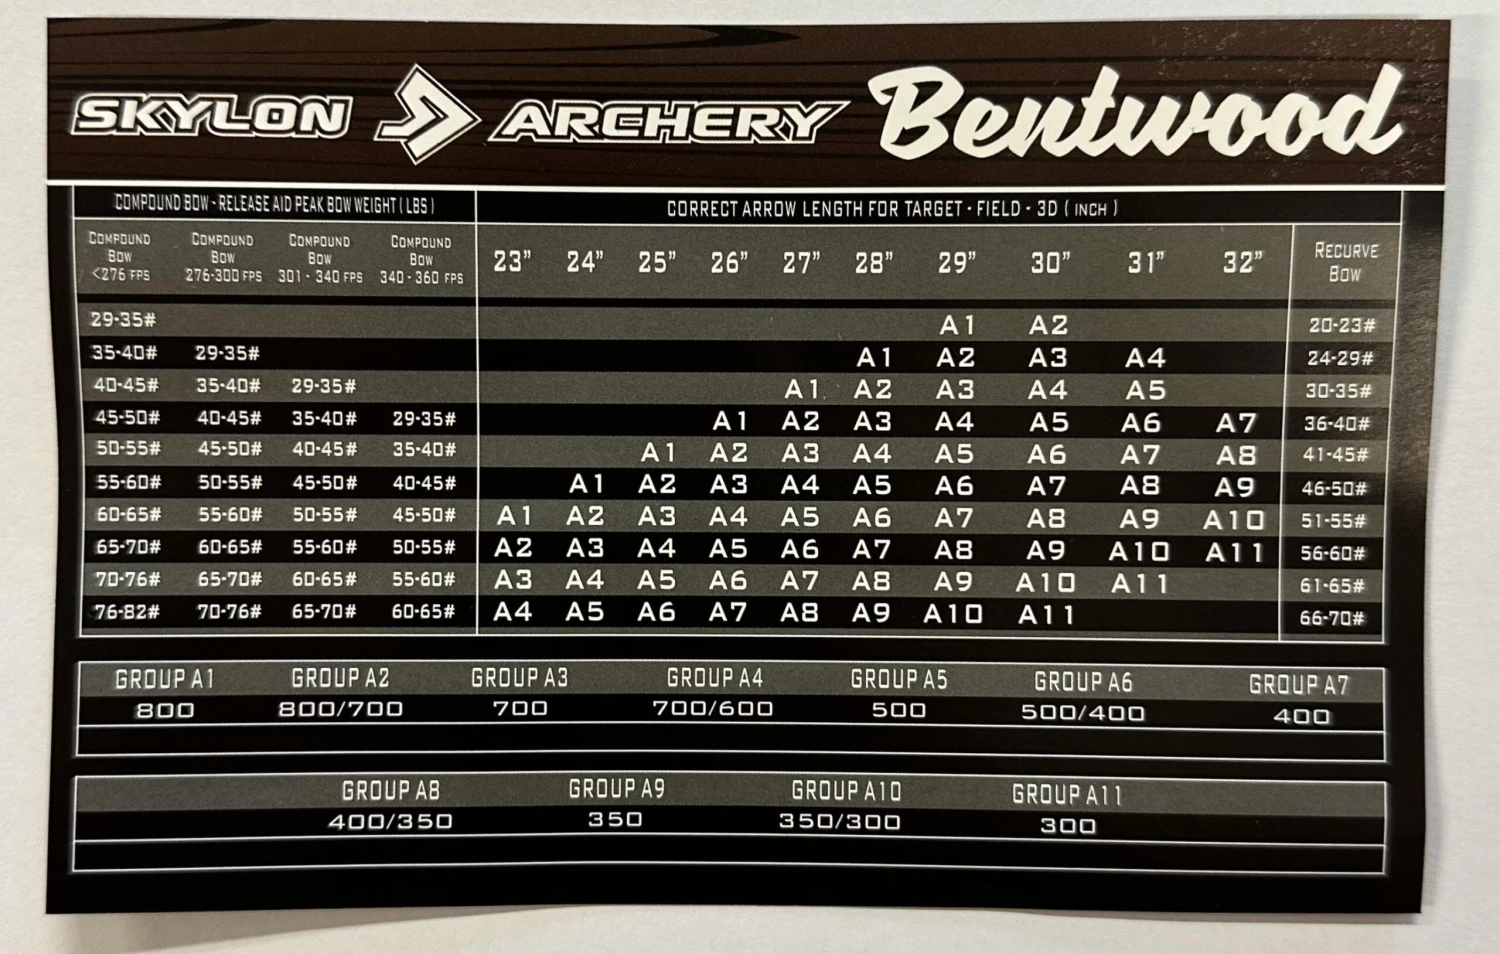 SKYLON ARCHERY Bentwood
COMPOUND BOW - RELEASE AID PEAK BOW WEIGHT ( LBS ) CORRECT ARROW LENGTH FOR TARGET - FIELD - 3D ( INCH )
COMPOUND BOW <276 FPS COMPOUND BOW 276-300 FPS COMPOUND BOW 301 - 340 FPS COMPOUND BOW 340 - 360 FPS 23” 24” 25” 26” 27” 28” 29” 30” 31” 32” RECURVE BOW
29-35# A1 A2 20-23#
35-40# 29-35# A1 A2 A3 A4 24-29#
40-45# 35-40# 29-35# A1 A2 A3 A4 A5 30-35#
45-50# 40-45# 35-40# 29-35# A1 A2 A3 A4 A5 A6 A7 36-40#
50-55# 45-50# 40-45# 35-40# A1 A2 A3 A4 A5 A6 A7 A8 41-45#
55-60# 50-55# 45-50# 40-45# A1 A2 A3 A4 A5 A6 A7 A8 A9 46-50#
60-65# 55-60# 50-55# 45-50# A1 A2 A3 A4 A5 A6 A7 A8 A9 A10 51-55#
65-70# 60-65# 55-60# 50-55# A2 A3 A4 A5 A6 A7 A8 A9 A10 A11 56-60#
70-76# 65-70# 60-65# 55-60# A3 A4 A5 A6 A7 A8 A9 A10 A11 61-65#
76-82# 70-76# 65-70# 60-65# A4 A5 A6 A7 A8 A9 A10 A11 66-70#
GROUP A1 GROUP A2 GROUP A3 GROUP A4 GROUP A5 GROUP A6 GROUP A7
800 800/700 700 700/600 500 500/400 400
GROUP A8 GROUP A9 GROUP A10 GROUP A11
400/350 350 350/300 300